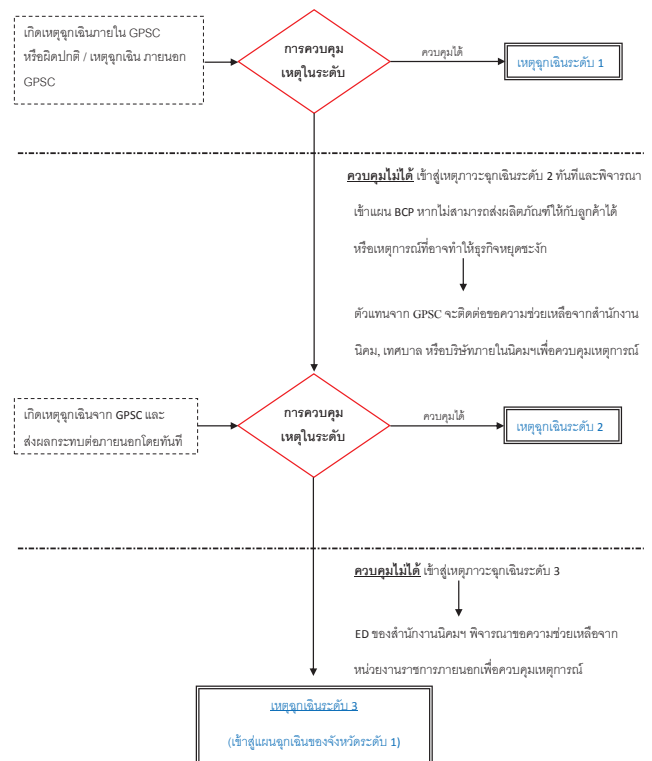 เกิดเหตุฉุกเฉินภายใน GPSC
หรือผิดปกติ / เหตุฉุกเฉิน ภายนอก
GPSC
การควบคุม
เหตุในระดับ
ควบคุมได้
เหตุฉุกเฉินระดับ 1
ควบคุมไม่ได้ เข้าสู่เหตุภาวะฉุกเฉินระดับ 2 ทันทีและพิจารณา
เข้าแผน BCP หากไม่สามารถส่งผลิตภัณฑ์ให้กับลูกค้าได้
หรือเหตุการณ์ที่อาจทำให้ธุรกิจหยุดชะงัก
ตัวแทนจาก GPSC จะติดต่อขอความช่วยเหลือจากสำนักงาน
นิคม, เทศบาล หรือบริษัทภายในนิคมฯเพื่อควบคุมเหตุการณ์
เกิดเหตุฉุกเฉินจาก GPSC และ
ส่งผลกระทบต่อภายนอกโดยทันที
การควบคุม
เหตุในระดับ
ควบคุมได้
เหตุฉุกเฉินระดับ 2
ควบคุมไม่ได้ เข้าสู่เหตุภาวะฉุกเฉินระดับ 3
ED ของสำนักงานนิคมฯ พิจารณาขอความช่วยเหลือจาก
หน่วยงานราชการภายนอกเพื่อควบคุมเหตุการณ์
เหตุฉุกเฉินระดับ 3
(เข้าสู่แผนฉุกเฉินของจังหวัดระดับ 1)